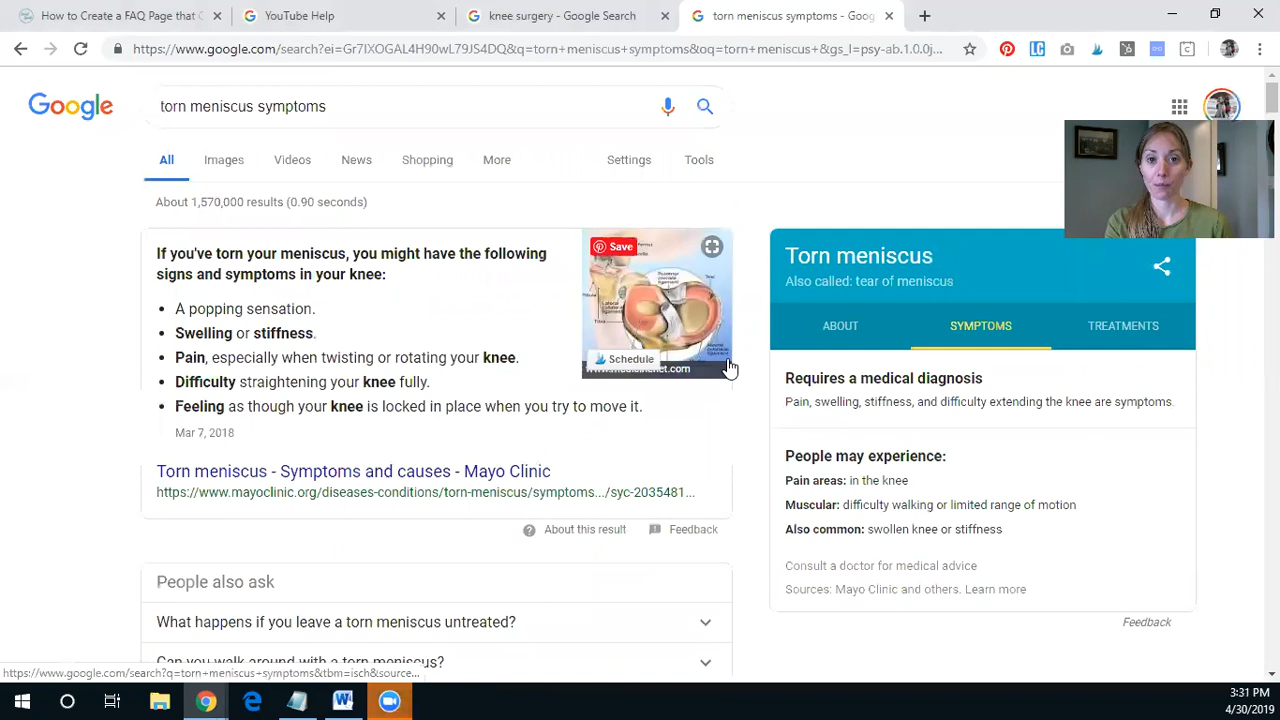 How to Create a FAQ Page that C
YouTube Help
knee surgery - Google Search
torn meniscus symptoms - Goog
https://www.google.com/search?ei=Gr7IXOGAL4H90wL79JS4DQ&q=torn+meniscus+symptoms&oq=torn+meniscus+&gs_l=psy-ab.1.0.0j...
Google
torn meniscus symptoms
All
Images
Videos
News
Shopping
More
Settings
Tools
About 1,570,000 results (0.90 seconds)
If you've torn your meniscus, you might have the following
signs and symptoms in your knee:
• A popping sensation.
• Swelling or stiffness.
• Pain, especially when twisting or rotating your knee.
• Difficulty straightening your knee fully.
• Feeling as though your knee is locked in place when you try to move it.
Mar 7, 2018
Save
Schedule
www.medicinenet.com
Torn meniscus - Symptoms and causes - Mayo Clinic
https://www.mayoclinic.org/diseases-conditions/torn-meniscus/symptoms.../syc-2035481...
About this result
Feedback
People also ask
What happens if you leave a torn meniscus untreated?
Can you walk around with a torn meniscus?
Torn meniscus
Also called: tear of meniscus
ABOUT
SYMPTOMS
TREATMENTS
Requires a medical diagnosis
Pain, swelling, stiffness, and difficulty extending the knee are symptoms.
People may experience:
Pain areas: in the knee
Muscular: difficulty walking or limited range of motion
Also common: swollen knee or stiffness
Consult a doctor for medical advice
Sources: Mayo Clinic and others. Learn more
Feedback
https://www.google.com/search?q=torn+meniscus+symptoms&tbm=isch&source...
3:31 PM
4/30/2019